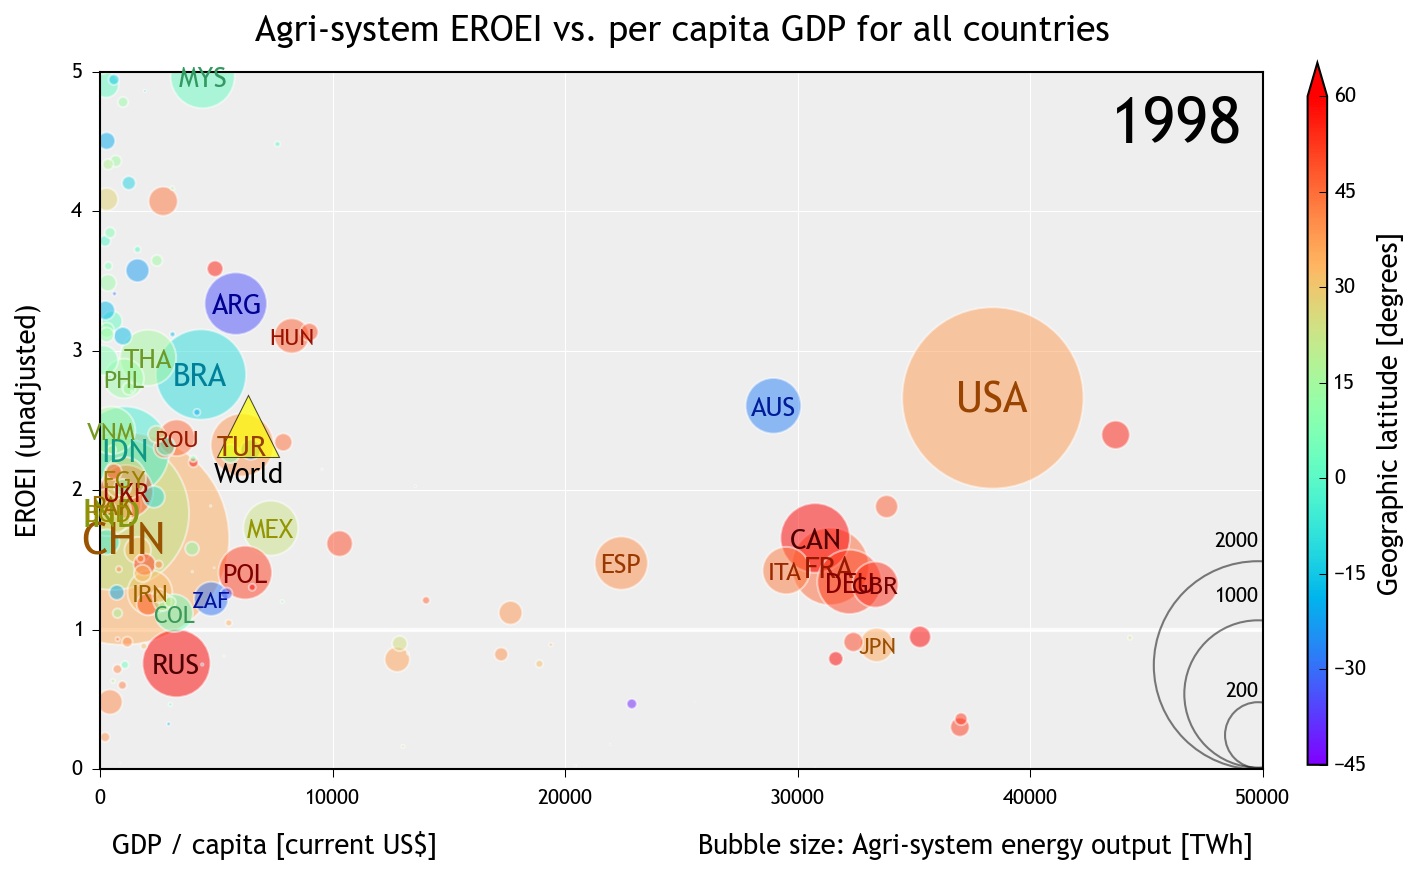 Agri-system EROEI vs. per capita GDP for all countries
1998
EROEI (unadjusted)
5
4
3
2
1
0
MYS
ARG
HUN
THA
BRA
PHL
AUS
USA
VNM
IDN
ROU
TUR
World
EGY
UKR
IND
CHN
MEX
CAN
ESP
ITA
FRA
DEU
GBR
POL
IRN
ZAF
COL
RUS
JPN
2000
1000
200
0
10000
20000
30000
40000
50000
GDP / capita [current US$]
Bubble size: Agri-system energy output [TWh]
60
45
30
15
0
−15
−30
−45
Geographic latitude [degrees]